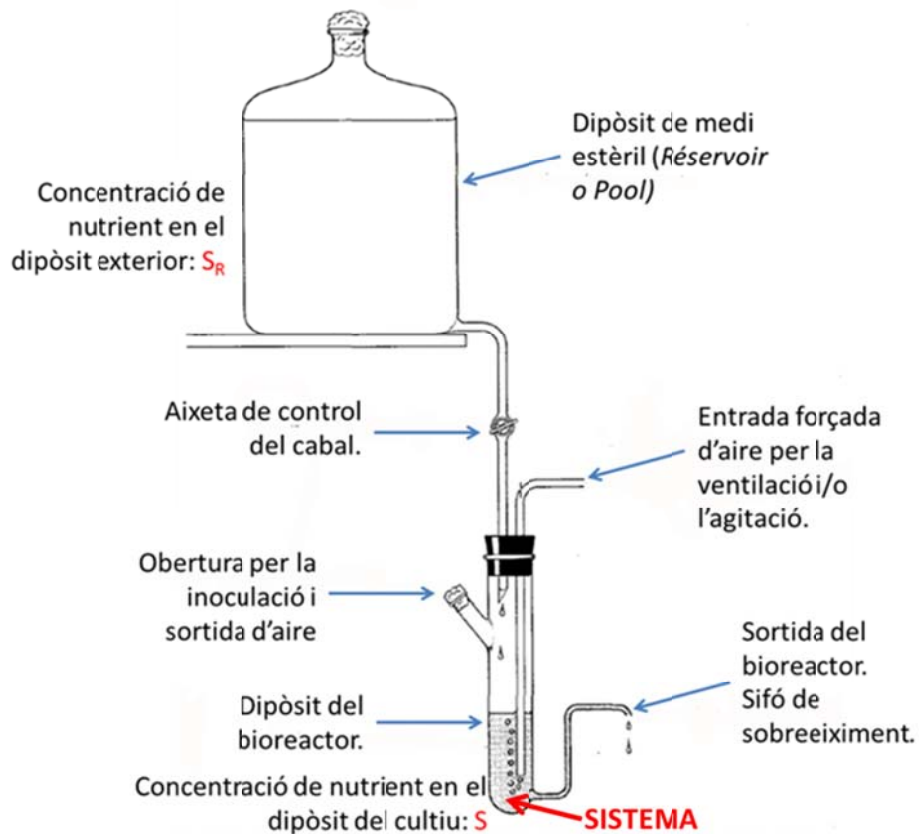 Dipòsit de medi
estèril (Réservoir
o Pool)
Concentració de
nutrient en el
dipòsit exterior: SR
Aixeta de control
del cabal.
Entrada forçada
d'aire per la
ventilació i/o
l'agitació.
Obertura per la
inoculació i
sortida d'aire
Sortida del
bioreactor.
Sifó de
sobreeiximent.
Dipòsit del
bioreactor.
Concentració de nutrient en el
dipòsit del cultiu: S
SISTEMA